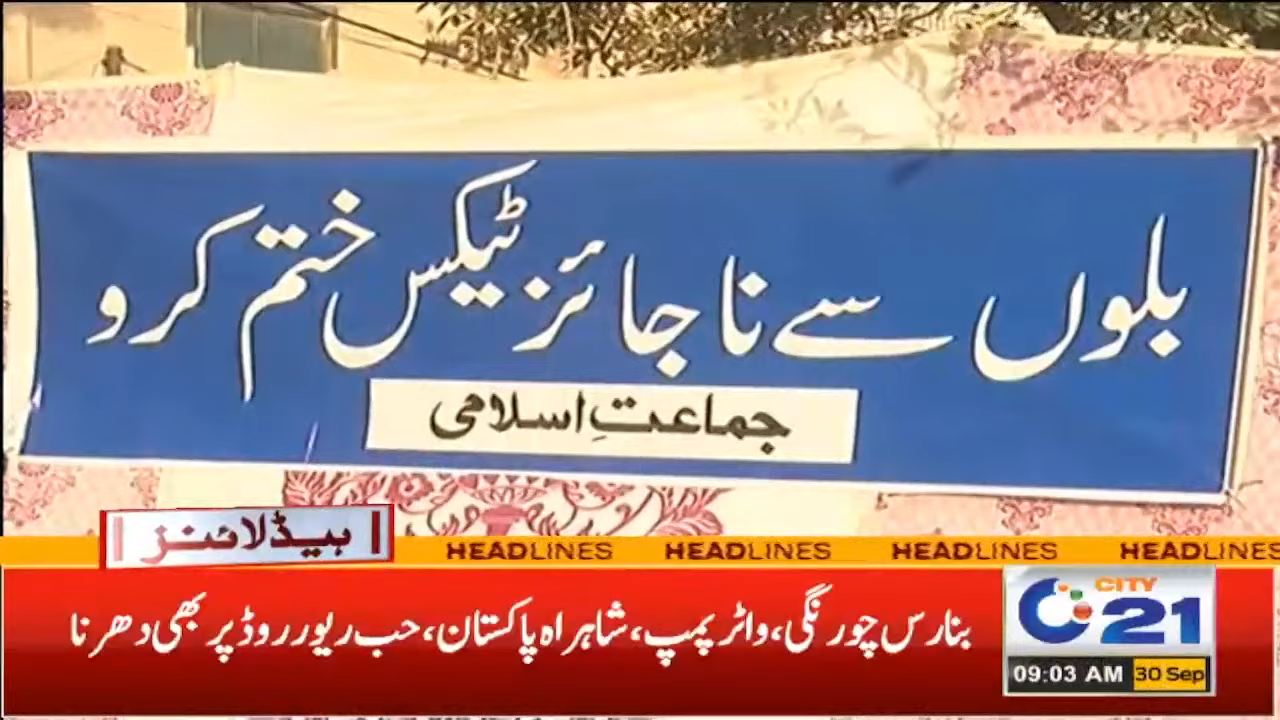 بلوں سے ناجائز ٹیکس ختم کرو
جماعتِ اسلامی
ہیڈلائنز
HEADLINES HEADLINES HEADLINES HEADLINES
بنارس چورنگی، واٹر پمپ، شاہراہ پاکستان، حب ریور روڈ پر بھی دھرنا
CITY
21
09:03 AM 30 Sep